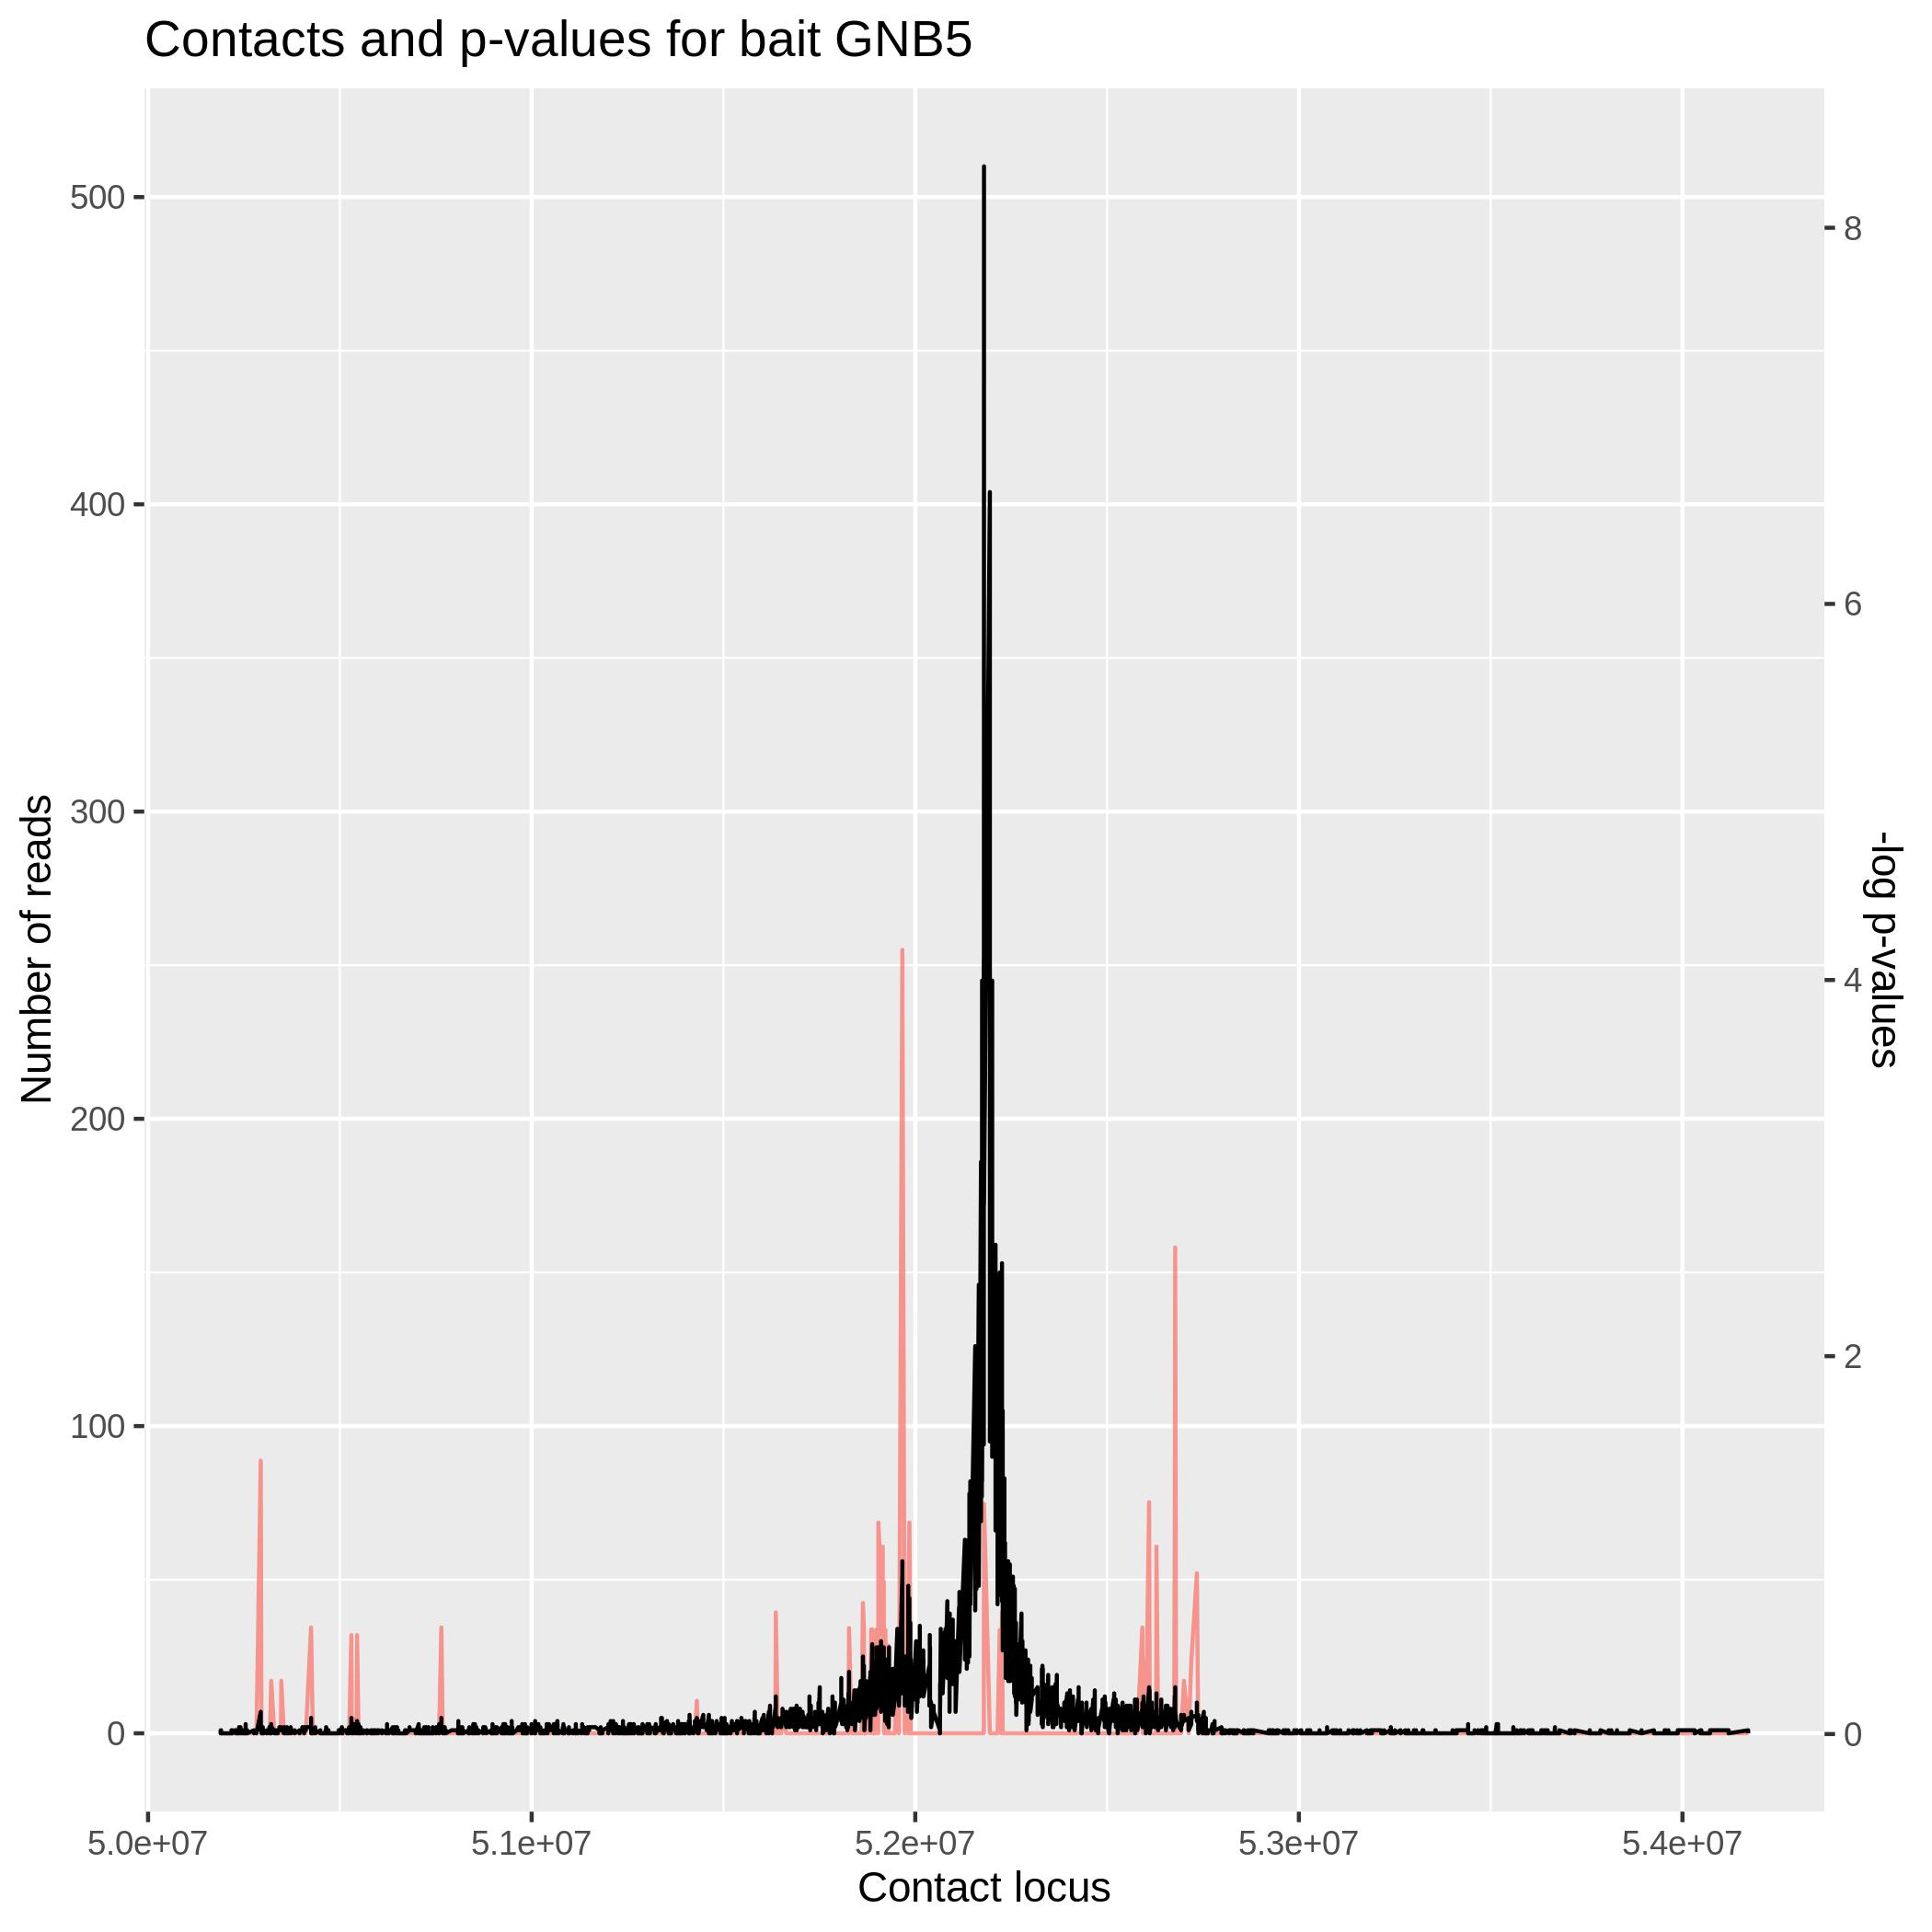 Contacts and p-values for bait GNB5
Number of reads
500
400
300
200
100
0
8
6
4
2
0
-log p-values
5.0e+07
5.1e+07
5.2e+07
5.3e+07
5.4e+07
Contact locus